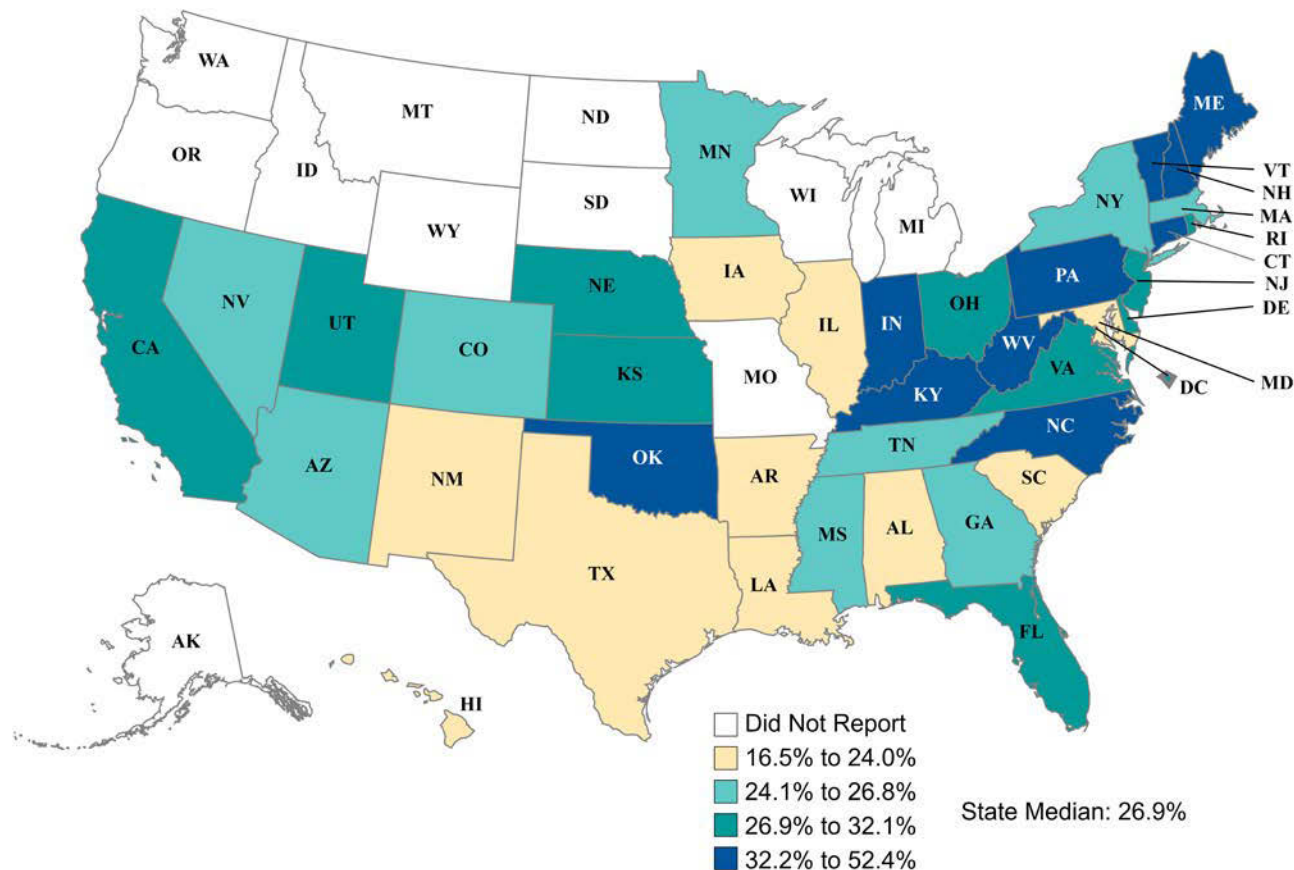 WA
MT
ND
MN
ME
OR
ID
SD
WI
VT
NH
NY
MA
WY
MI
RI
CT
IA
PA
NJ
NE
NV
UT
IL
IN
OH
DE
CA
CO
WV
KS
MO
VA
DC
MD
KY
NC
TN
OK
AZ
NM
AR
SC
MS
AL
GA
TX
LA
FL
AK
HI
Did Not Report
16.5% to 24.0%
24.1% to 26.8%
State Median: 26.9%
26.9% to 32.1%
32.2% to 52.4%